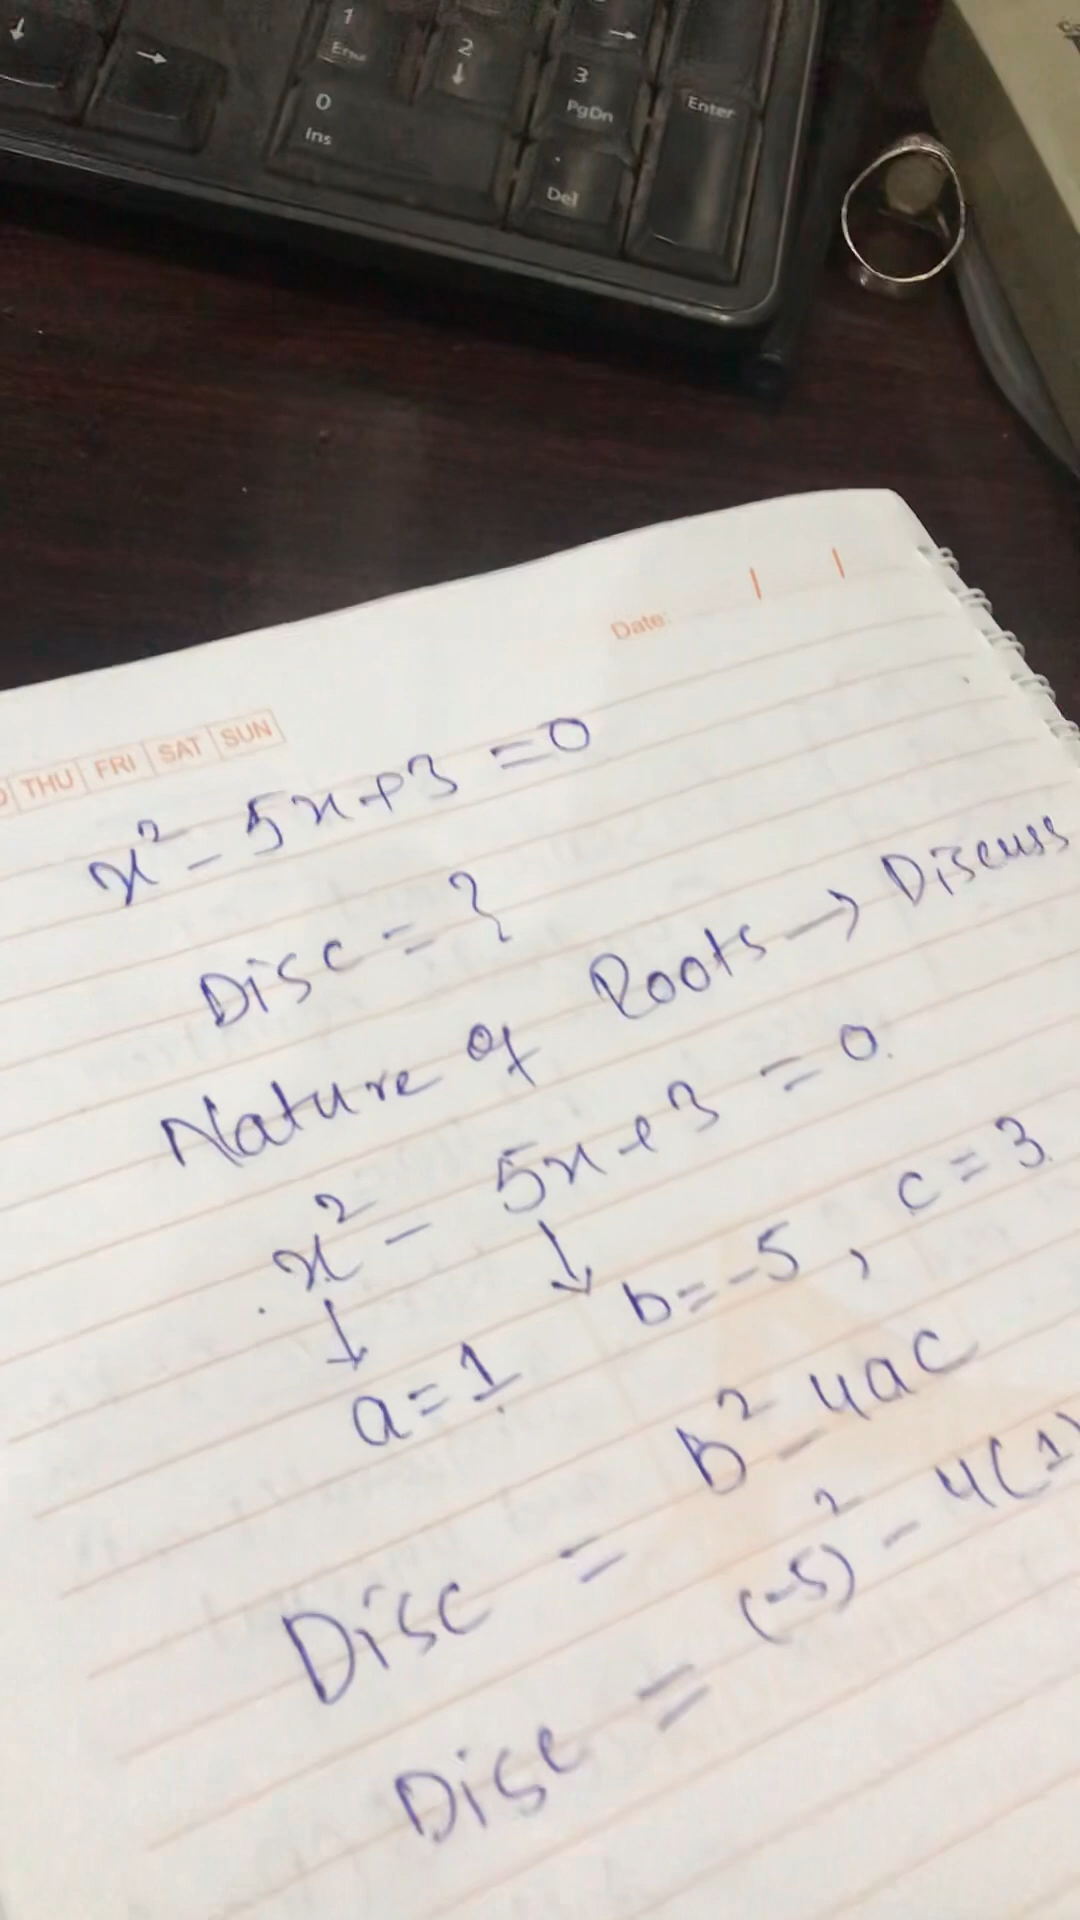 1
End
2
↓
3
PgDn
0
Ins
Del
Enter
Date:
THU FRI SAT SUN
x² - 5x+3 =0
Disc = ?
Nature of Roots → Discuss
x² - 5x+3 = 0.
a=1 b=-5 , c=3
Disc = b² - 4ac
Disc = (-5)² - 4(1)